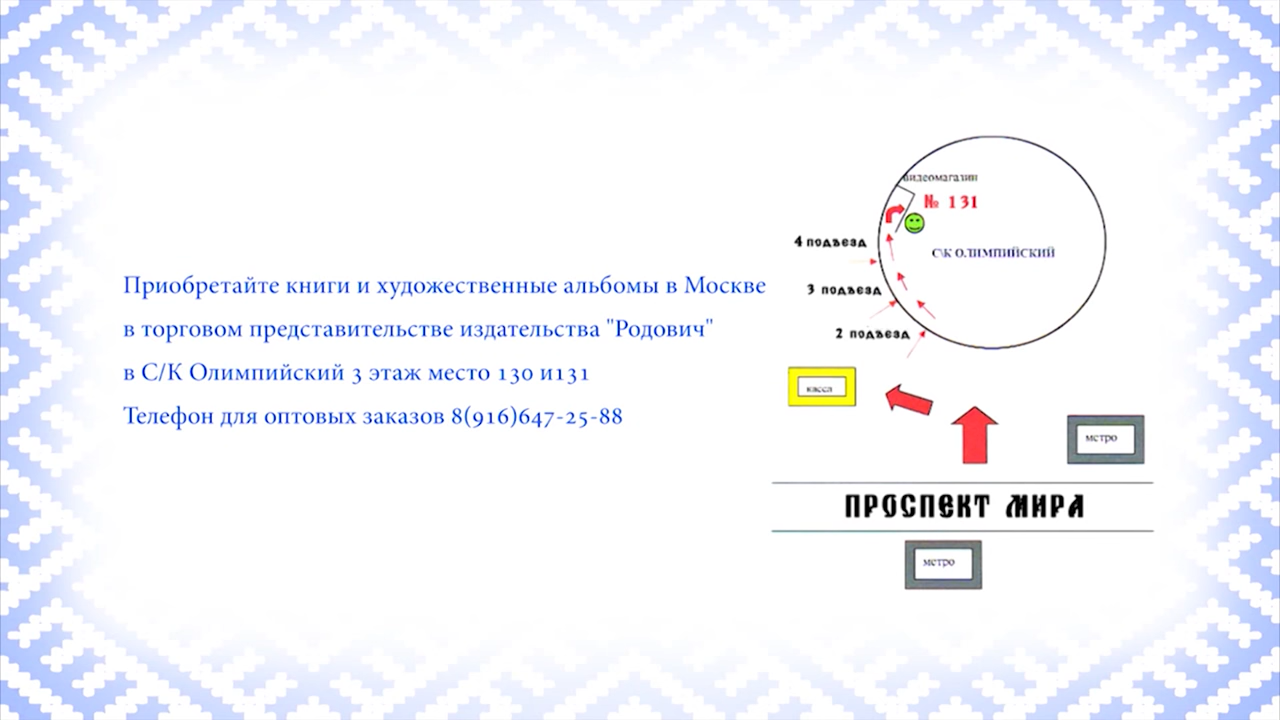 Приобретайте книги и художественные альбомы в Москве
в торговом представительстве издательства "Родович"
в С/К Олимпийский 3 этаж место 130 и131
Телефон для оптовых заказов 8(916)647-25-88
видеомагазин
№ 131
4 подъезд
С\К ОЛИМПИЙСКИЙ
3 подъезд
2 подъезд
касса
метро
ПРОСПЕКТ МИРА
метро